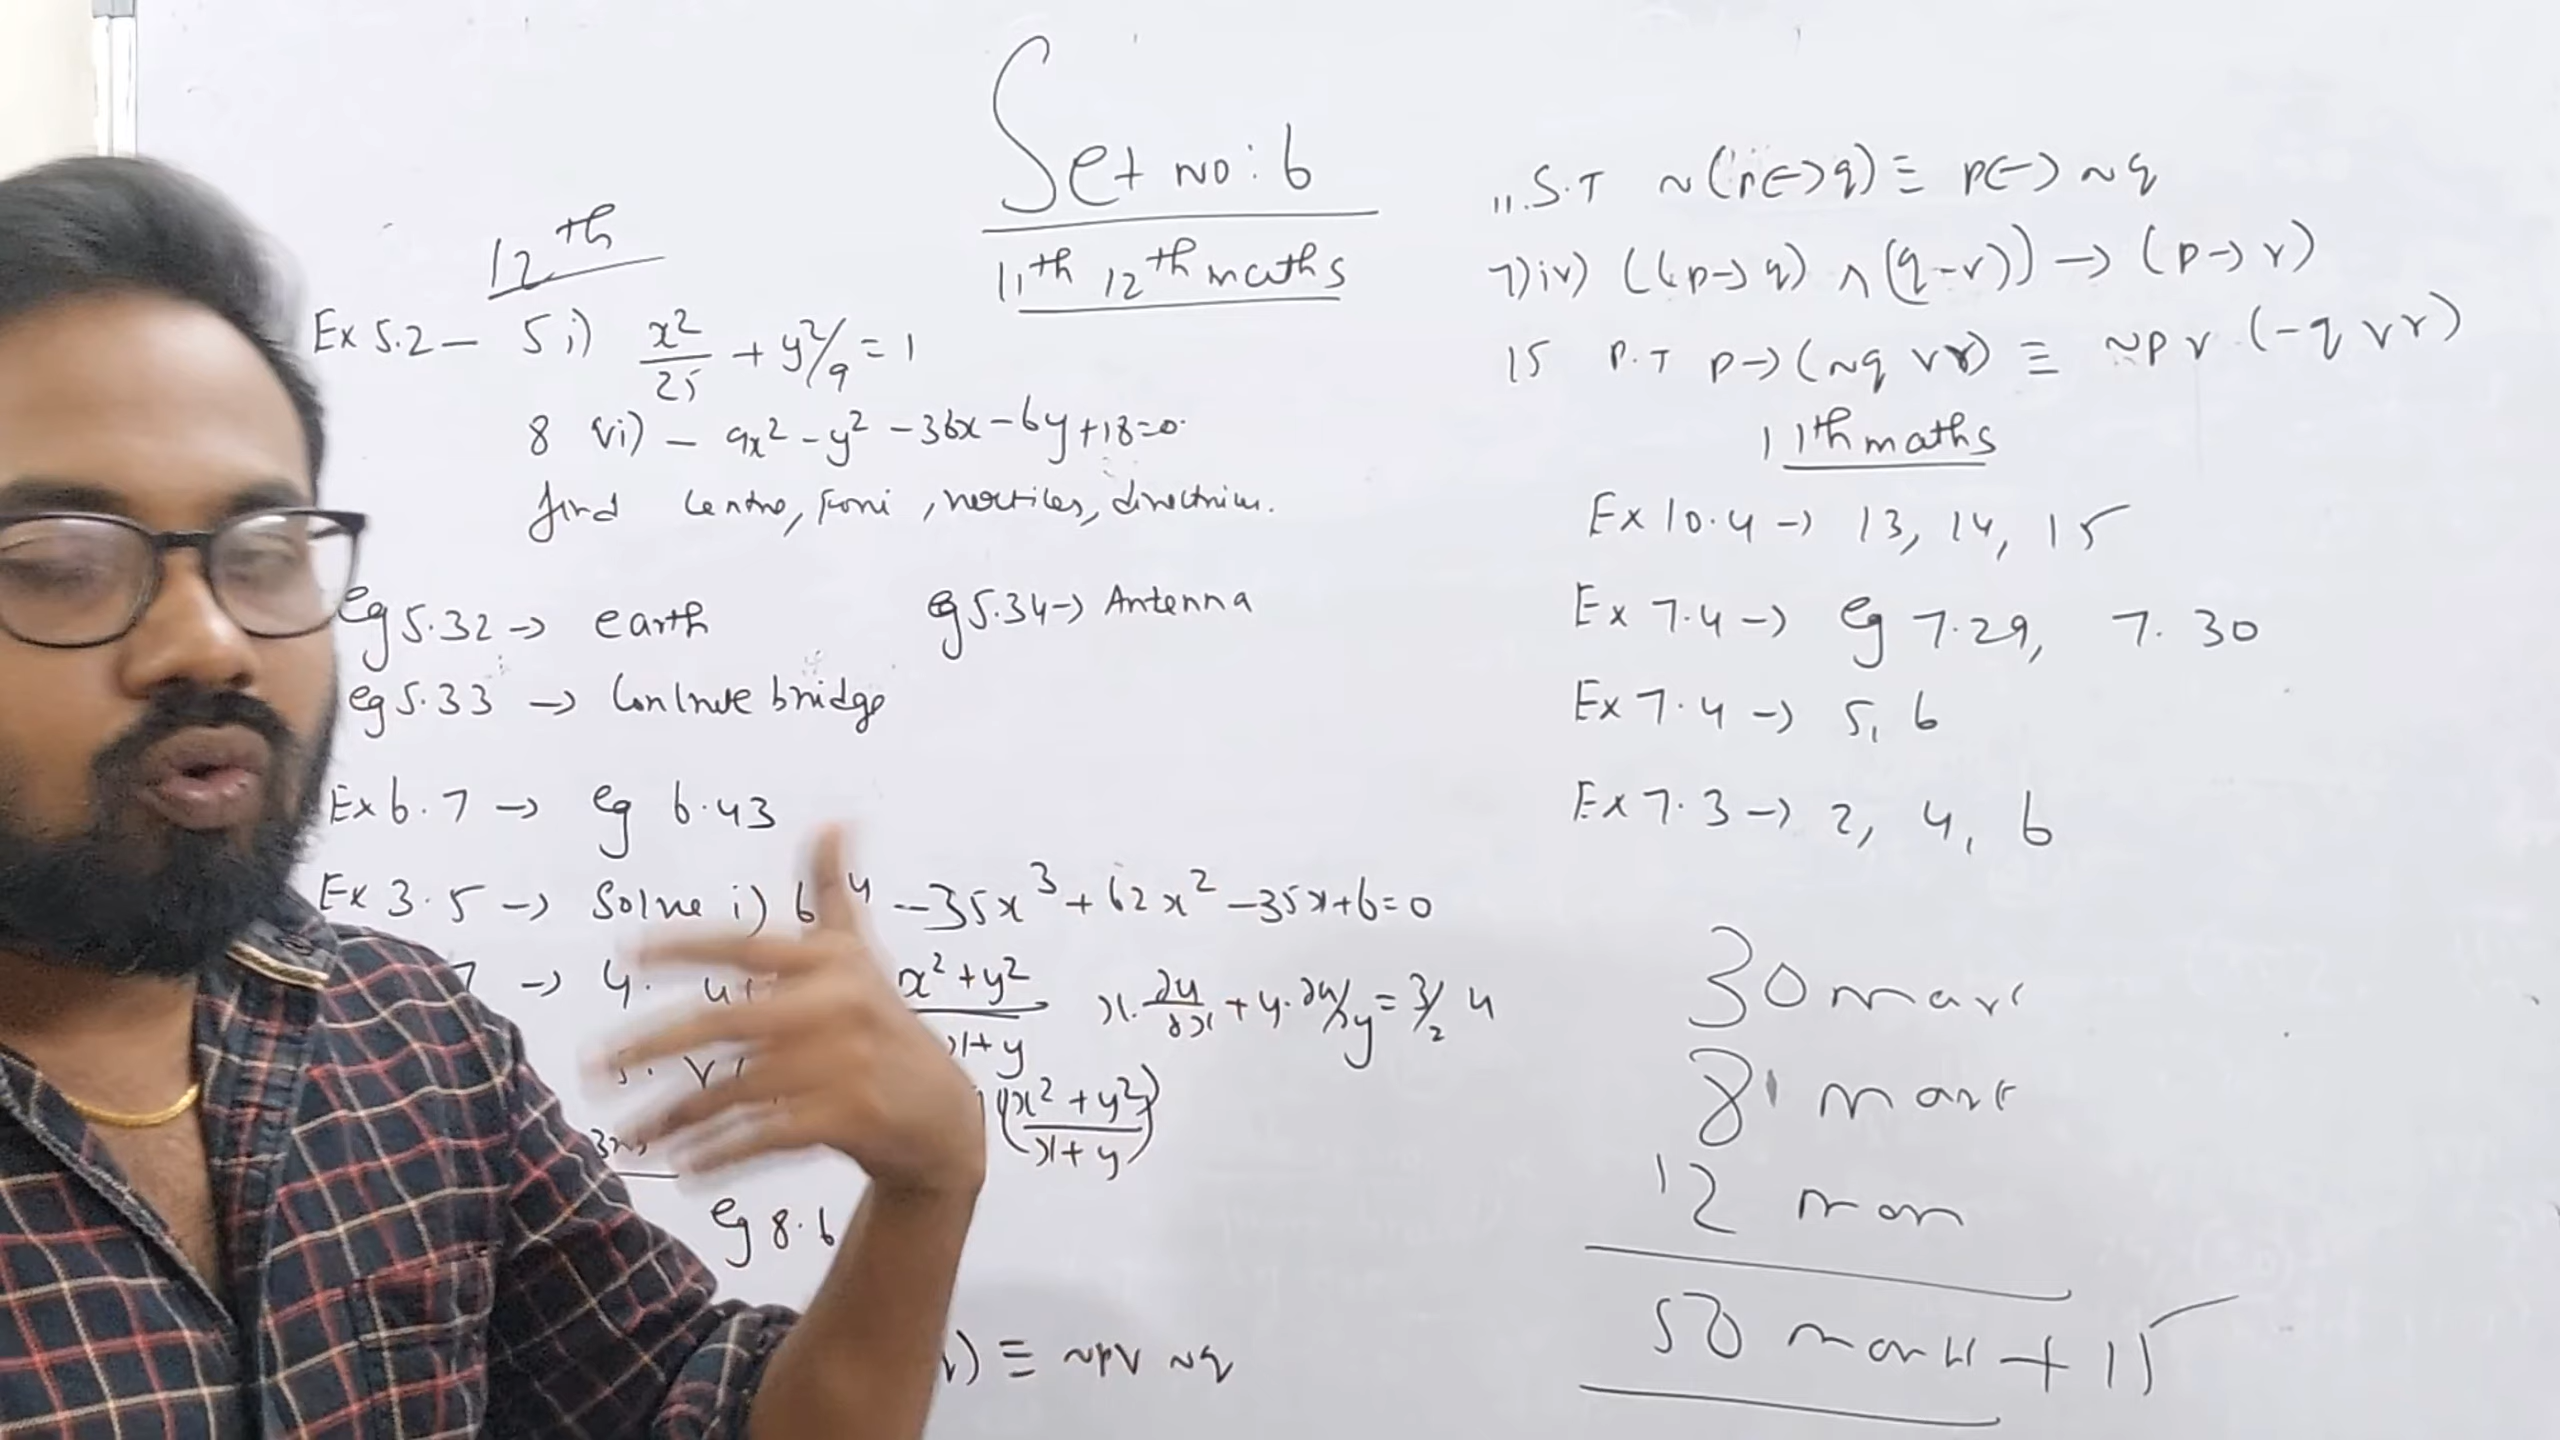 Set no: 6
11th 12th maths
12th
Ex 5.2 - 5 i) x²/25 + y²/9 = 1
8 vi) - 9x² - y² - 36x - 6y + 18 = 0
find centre, foci, vertices,
eg 5.32 → earth
eg 5.34 → Antenna
eg 5.33 → bridge
Ex 6.7 → eg 6.43
Ex 3.5 → Solve i) 6 4 - 35x³ + 62x² - 35x + 6 = 0
7 → 4. u x² + y² / x + y x. ∂u/∂x + y. ∂u/∂y = 3/2 u
5. V (x² + y² / x + y)
eg 8.6
) ≡ ~p v ~q
11. S.T ~(p ↔ q) ≡ p ↔ ~q
7) iv) ((p → q) ∧ (q - r)) → (p → r)
15 P.T p → (~q v r) ≡ ~p v (-q v r)
11th maths
Ex 10.4 → 13, 14, 15
Ex 7.4 → eg 7.29, 7.30
Ex 7.4 → 5, 6
Ex 7.3 → 2, 4, 6
30 mark
8 mark
12 mark
50 mark + 15